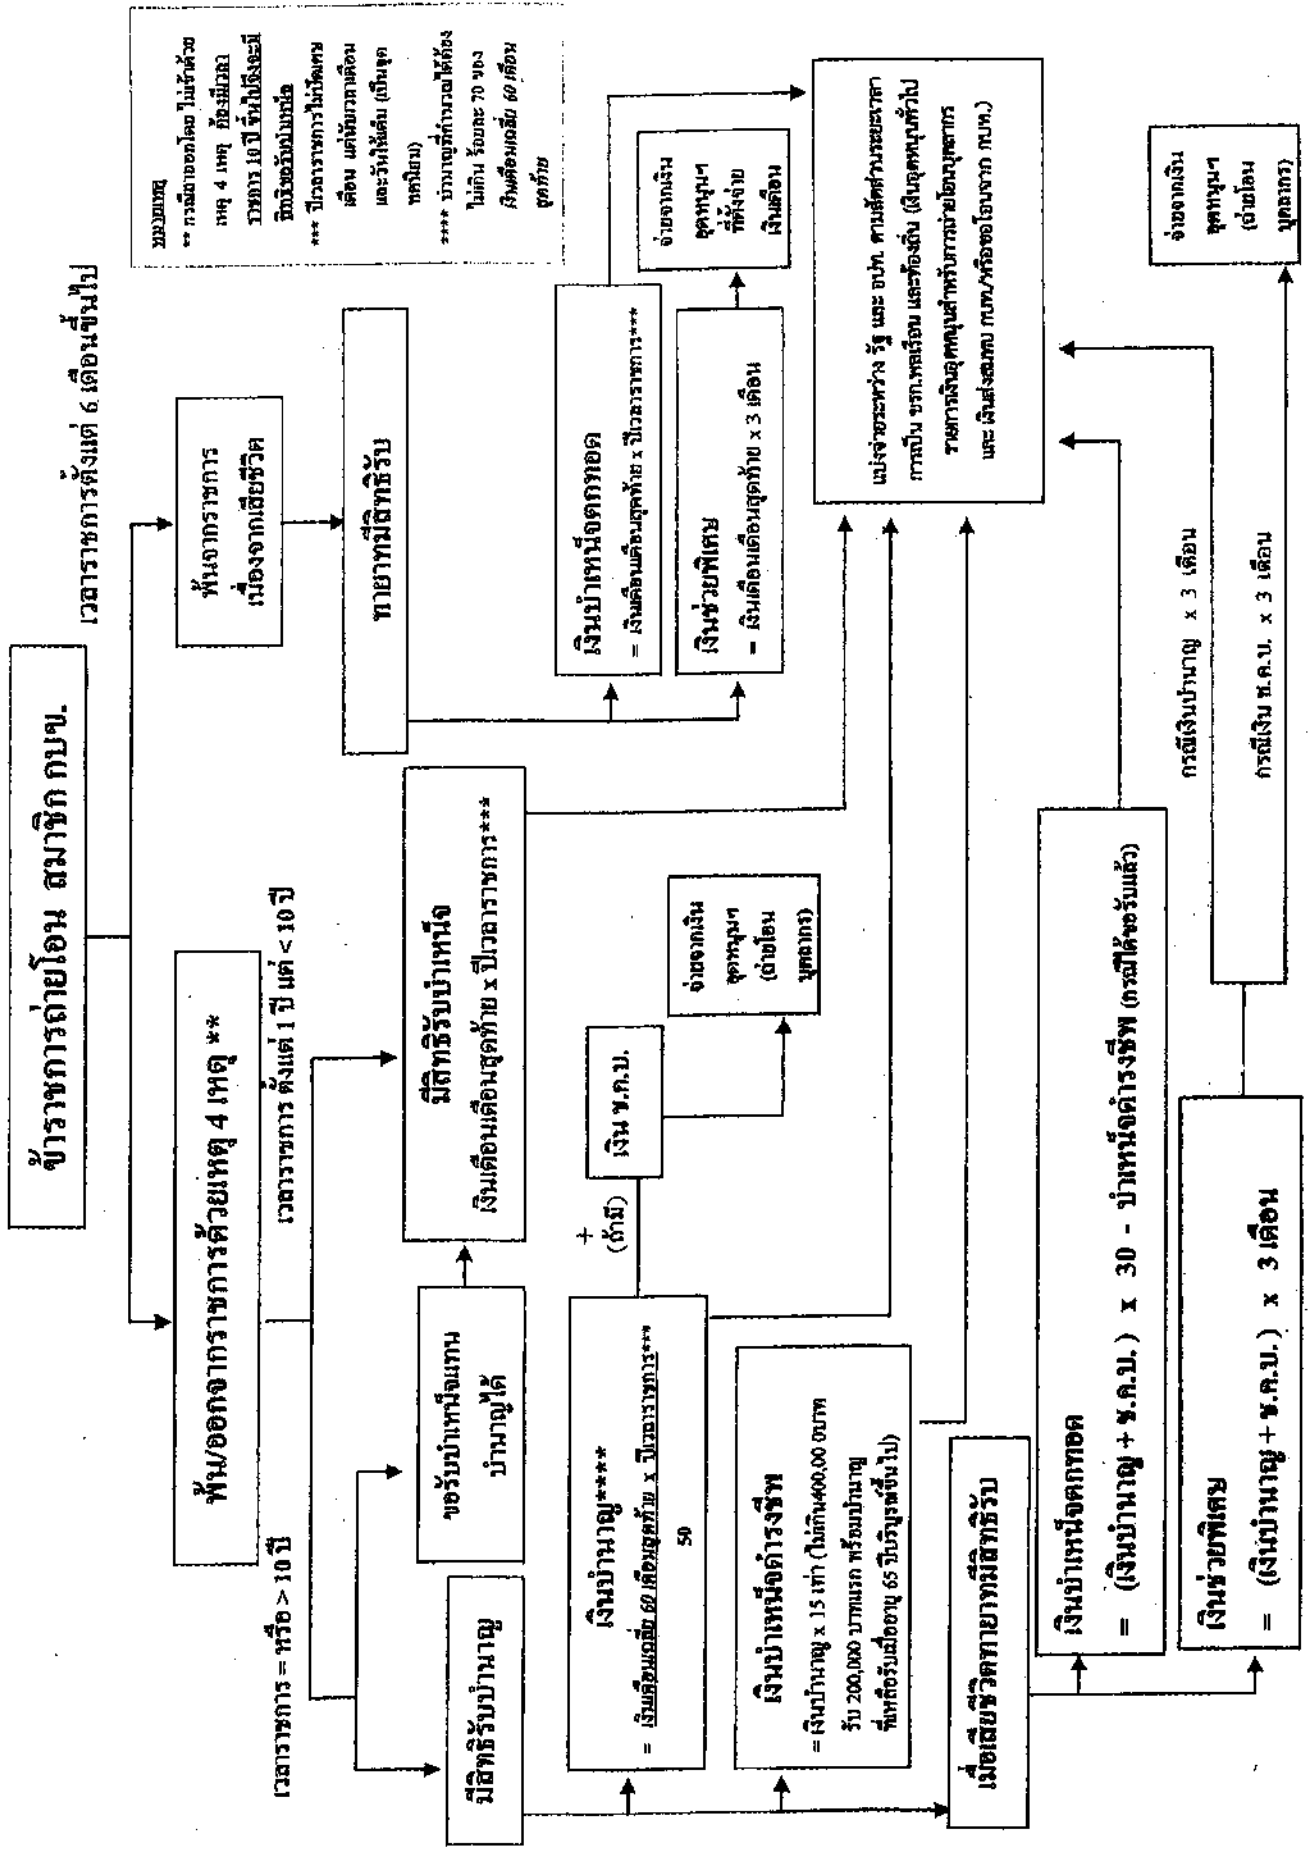 ข้าราชการถ่ายโอน สมาชิก กบข.
เวลาราชการตั้งแต่ 6 เดือนขึ้นไป
พ้น/ออกจากราชการด้วยเหตุ 4 เหตุ **
พ้นจากราชการ
เนื่องจากเสียชีวิต
หมายเหตุ
** กรณีลาออกโดย ไม่เข้าด้วย
เหตุ 4 เหตุ ต้องมีเวลา
ราชการ 10 ปี ขึ้นไปจึงจะมี
สิทธิขอรับบำเหน็จ
*** ปีเวลาราชการไม่ปัดเศษ
เดือน แต่นับเวลาเดือน
และวันให้เต็ม (เป็นจุด
ทศนิยม)
**** บำนาญที่คำนวณได้ต้อง
ไม่เกิน ร้อยละ 70 ของ
เงินเดือนเฉลี่ย 60 เดือน
สุดท้าย
เวลาราชการ = หรือ > 10 ปี
เวลาราชการ ตั้งแต่ 1 ปี แต่ < 10 ปี
ทายาทมีสิทธิรับ
มีสิทธิรับบำนาญ
ขอรับบำเหน็จแทน
บำนาญได้
มีสิทธิรับบำเหน็จ
เงินเดือนเดือนสุดท้าย x ปีเวลาราชการ***
เงินบำเหน็จตกทอด
= เงินเดือนเดือนสุดท้าย x ปีเวลาราชการ***
เงินช่วยพิเศษ
= เงินเดือนเดือนสุดท้าย x 3 เดือน
จ่ายจากเงิน
อุดหนุนฯ
ที่ตั้งจ่าย
เงินเดือน
เงินบำนาญ****
= เงินเดือนเฉลี่ย 60 เดือนสุดท้าย x ปีเวลาราชการ***
50
+
(ถ้ามี)
เงิน ช.ค.บ.
จ่ายจากเงิน
อุดหนุนฯ
(ถ่ายโอน
บุคลากร)
เงินบำเหน็จดำรงชีพ
=เงินบำนาญ x 15 เท่า (ไม่เกิน400,00 0บาท
รับ 200,000 บาทแรก พร้อมบำนาญ
ที่เหลือรับเมื่ออายุ 65 ปีบริบูรณ์ขึ้นไป)
แบ่งจ่ายระหว่าง รัฐ และ อปท. ตามสัดส่วนระยะเวลา
การเป็น ขรก.พลเรือน และท้องถิ่น (เงินอุดหนุนทั่วไป
รายการเงินอุดหนุนสำหรับการถ่ายโอนบุคลากร
และ เงินส่งสมทบ กบท./หรือขอโอนจาก กบท.)
เมื่อเสียชีวิตทายาทมีสิทธิรับ
เงินบำเหน็จตกทอด
= (เงินบำนาญ + ช.ค.บ. ) x 30 - บำเหน็จดำรงชีพ (กรณีได้ขอรับแล้ว)
เงินช่วยพิเศษ
= (เงินบำนาญ + ช.ค.บ. ) x 3 เดือน
กรณีเงินบำนาญ x 3 เดือน
กรณีเงิน ช.ค.บ. x 3 เดือน
จ่ายจากเงิน
อุดหนุนฯ
(ถ่ายโอน
บุคลากร)